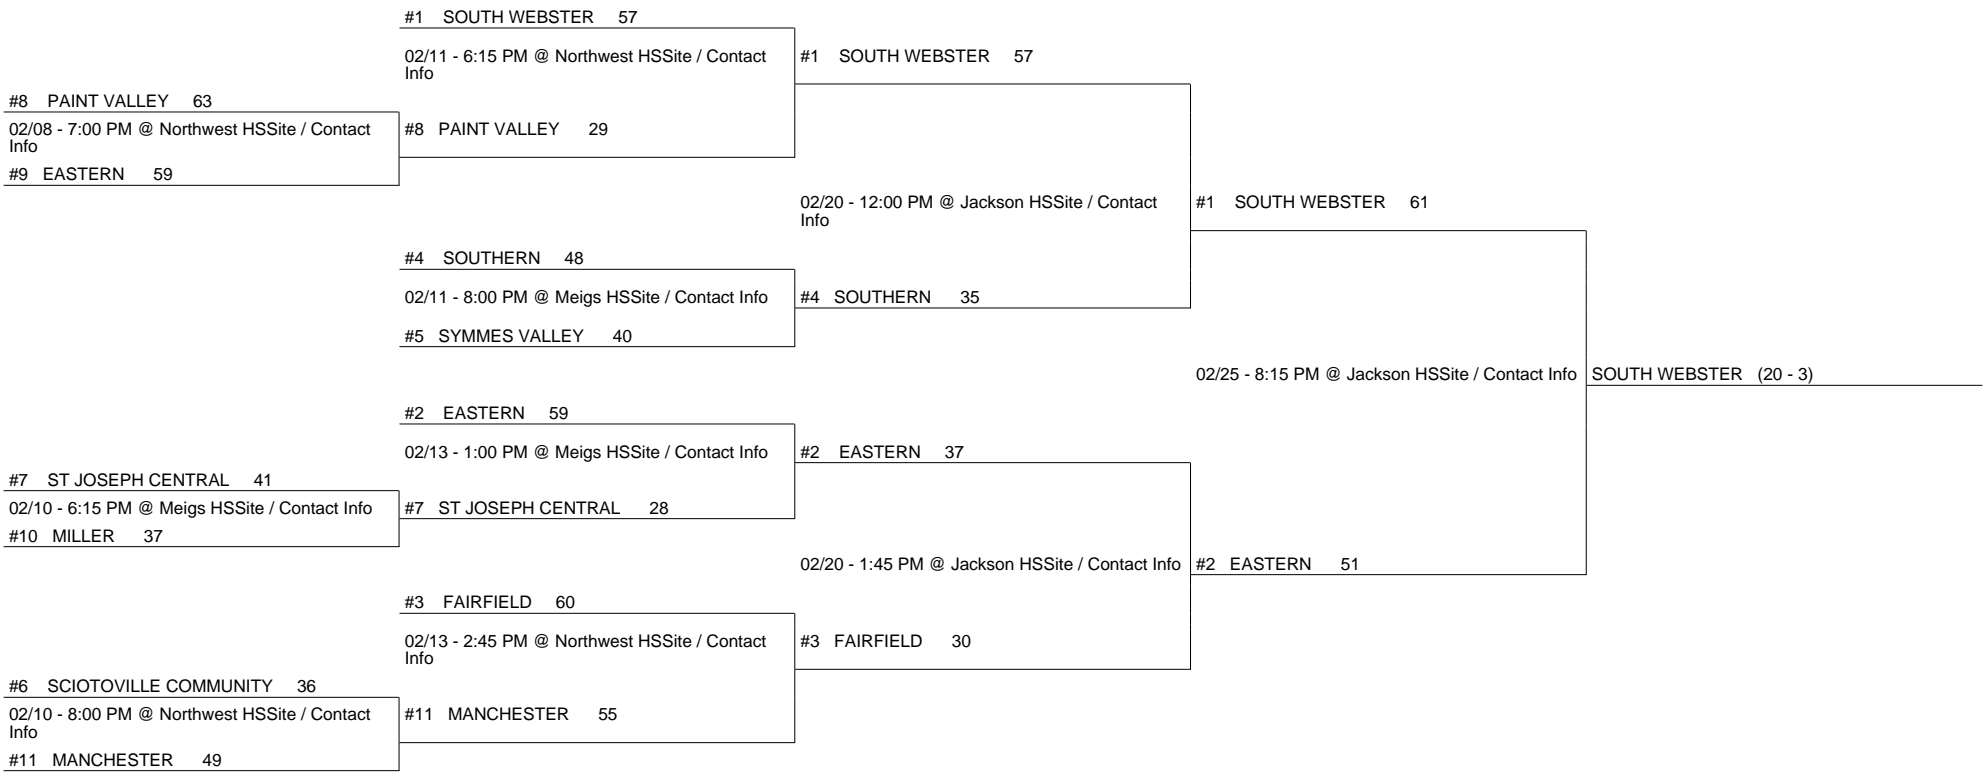 #1 SOUTH WEBSTER 57
02/11 - 6:15 PM @ Northwest HSSite / Contact
Info
#1 SOUTH WEBSTER 57
#8 PAINT VALLEY 63
02/08 - 7:00 PM @ Northwest HSSite / Contact
Info
#8 PAINT VALLEY 29
#9 EASTERN 59
02/20 - 12:00 PM @ Jackson HSSite / Contact
Info
#1 SOUTH WEBSTER 61
#4 SOUTHERN 48
02/11 - 8:00 PM @ Meigs HSSite / Contact Info
#4 SOUTHERN 35
#5 SYMMES VALLEY 40
02/25 - 8:15 PM @ Jackson HSSite / Contact Info
SOUTH WEBSTER (20 - 3)
#2 EASTERN 59
02/13 - 1:00 PM @ Meigs HSSite / Contact Info
#2 EASTERN 37
#7 ST JOSEPH CENTRAL 41
02/10 - 6:15 PM @ Meigs HSSite / Contact Info
#7 ST JOSEPH CENTRAL 28
#10 MILLER 37
02/20 - 1:45 PM @ Jackson HSSite / Contact Info
#2 EASTERN 51
#3 FAIRFIELD 60
02/13 - 2:45 PM @ Northwest HSSite / Contact
Info
#3 FAIRFIELD 30
#6 SCIOTOVILLE COMMUNITY 36
02/10 - 8:00 PM @ Northwest HSSite / Contact
Info
#11 MANCHESTER 55
#11 MANCHESTER 49